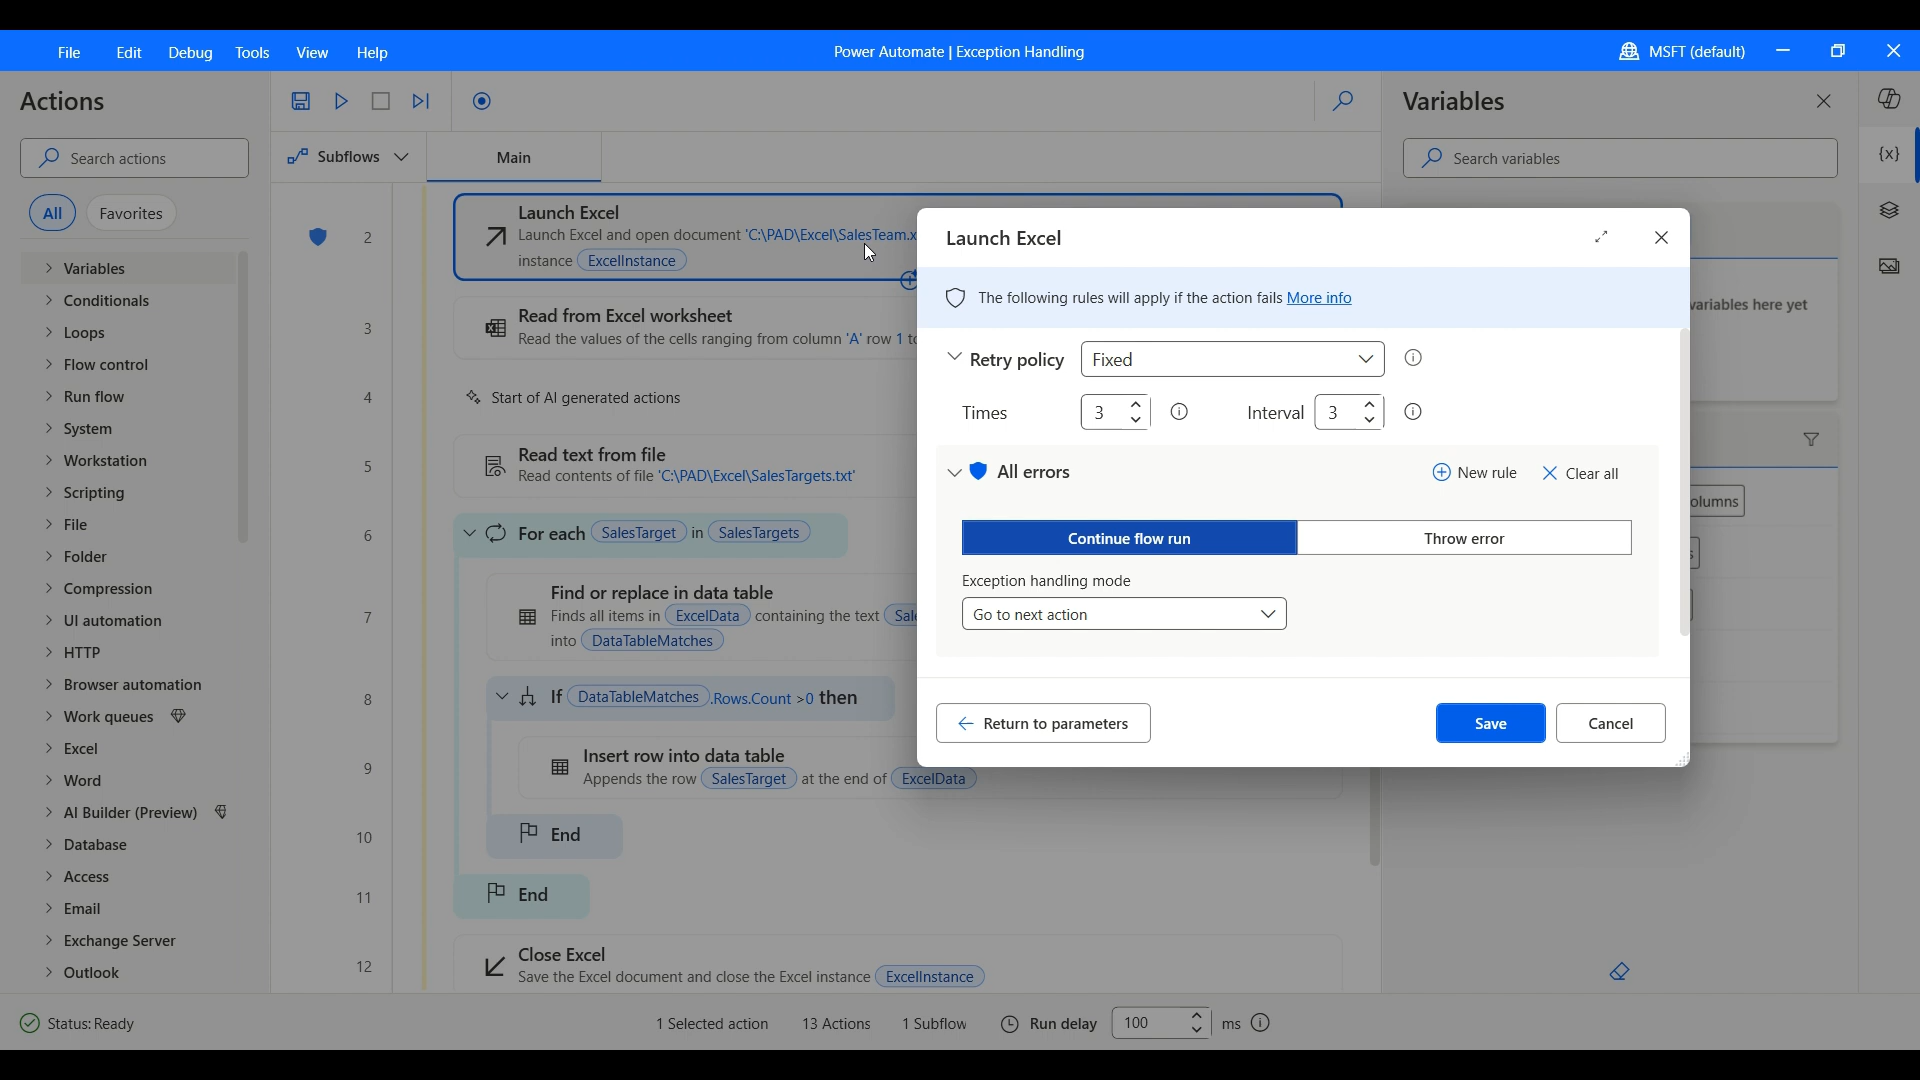 File Edit Debug Tools View Help
Power Automate | Exception Handling
MSFT (default)
Actions
Search actions
All Favorites
Variables
Conditionals
Loops
Flow control
Run flow
System
Workstation
Scripting
File
Folder
Compression
UI automation
HTTP
Browser automation
Work queues
Excel
Word
AI Builder (Preview)
Database
Access
Email
Exchange Server
Outlook
Subflows
Main
2
Launch Excel
Launch Excel and open document 'C:\PAD\Excel\SalesTeam.x
instance ExcelInstance
3
Read from Excel worksheet
Read the values of the cells ranging from column 'A' row 1 to
4
Start of AI generated actions
5
Read text from file
Read contents of file 'C:\PAD\Excel\SalesTargets.txt'
6
For each SalesTarget in SalesTargets
7
Find or replace in data table
Finds all items in ExcelData containing the text Sale
into DataTableMatches
8
If DataTableMatches .Rows.Count >0 then
9
Insert row into data table
Appends the row SalesTarget at the end of ExcelData
10
End
11
End
12
Close Excel
Save the Excel document and close the Excel instance ExcelInstance
Launch Excel
The following rules will apply if the action fails More info
Retry policy Fixed
Times 3 Interval 3
All errors New rule Clear all
Continue flow run Throw error
Exception handling mode
Go to next action
Return to parameters Save Cancel
Variables
Search variables
{x}
variables here yet
olumns
s
Status: Ready
1 Selected action 13 Actions 1 Subflow Run delay 100 ms